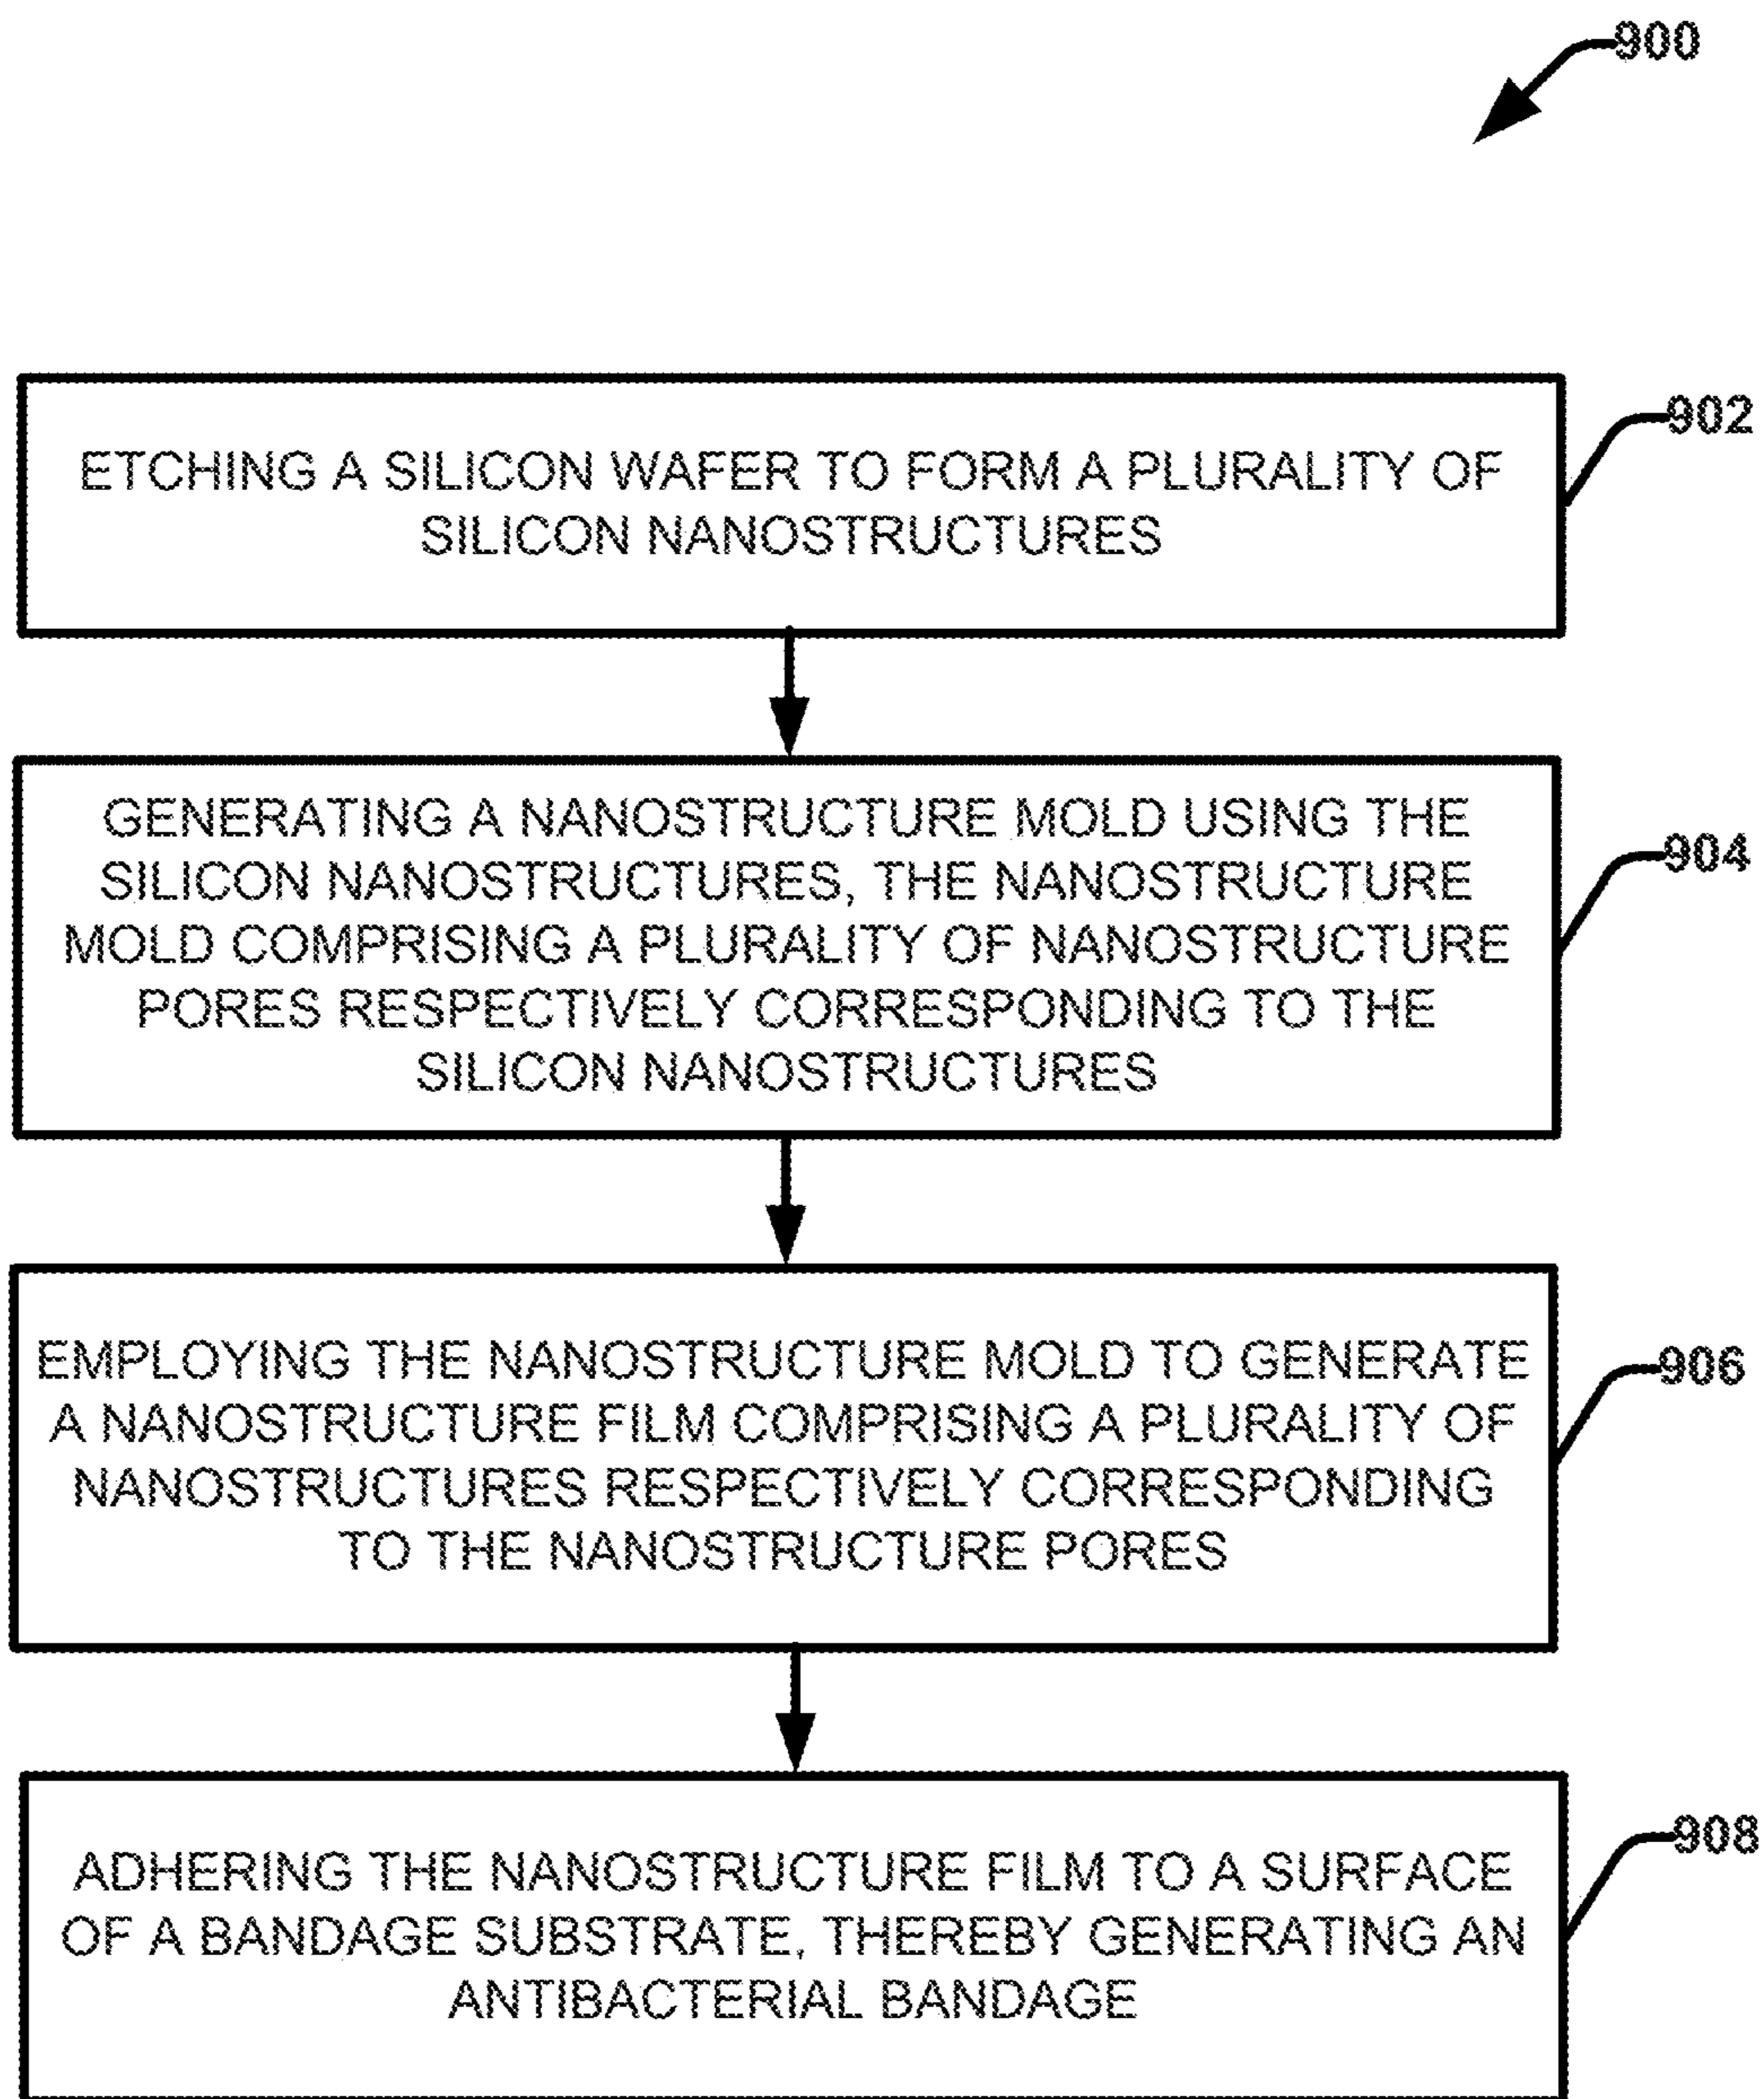 900
ETCHING A SILICON WAFER TO FORM A PLURALITY OF
SILICON NANOSTRUCTURES
902
GENERATING A NANOSTRUCTURE MOLD USING THE
SILICON NANOSTRUCTURES, THE NANOSTRUCTURE
MOLD COMPRISING A PLURALITY OF NANOSTRUCTURE
PORES RESPECTIVELY CORRESPONDING TO THE
SILICON NANOSTRUCTURES
904
EMPLOYING THE NANOSTRUCTURE MOLD TO GENERATE
A NANOSTRUCTURE FILM COMPRISING A PLURALITY OF
NANOSTRUCTURES RESPECTIVELY CORRESPONDING
TO THE NANOSTRUCTURE PORES
906
ADHERING THE NANOSTRUCTURE FILM TO A SURFACE
OF A BANDAGE SUBSTRATE, THEREBY GENERATING AN
ANTIBACTERIAL BANDAGE
908